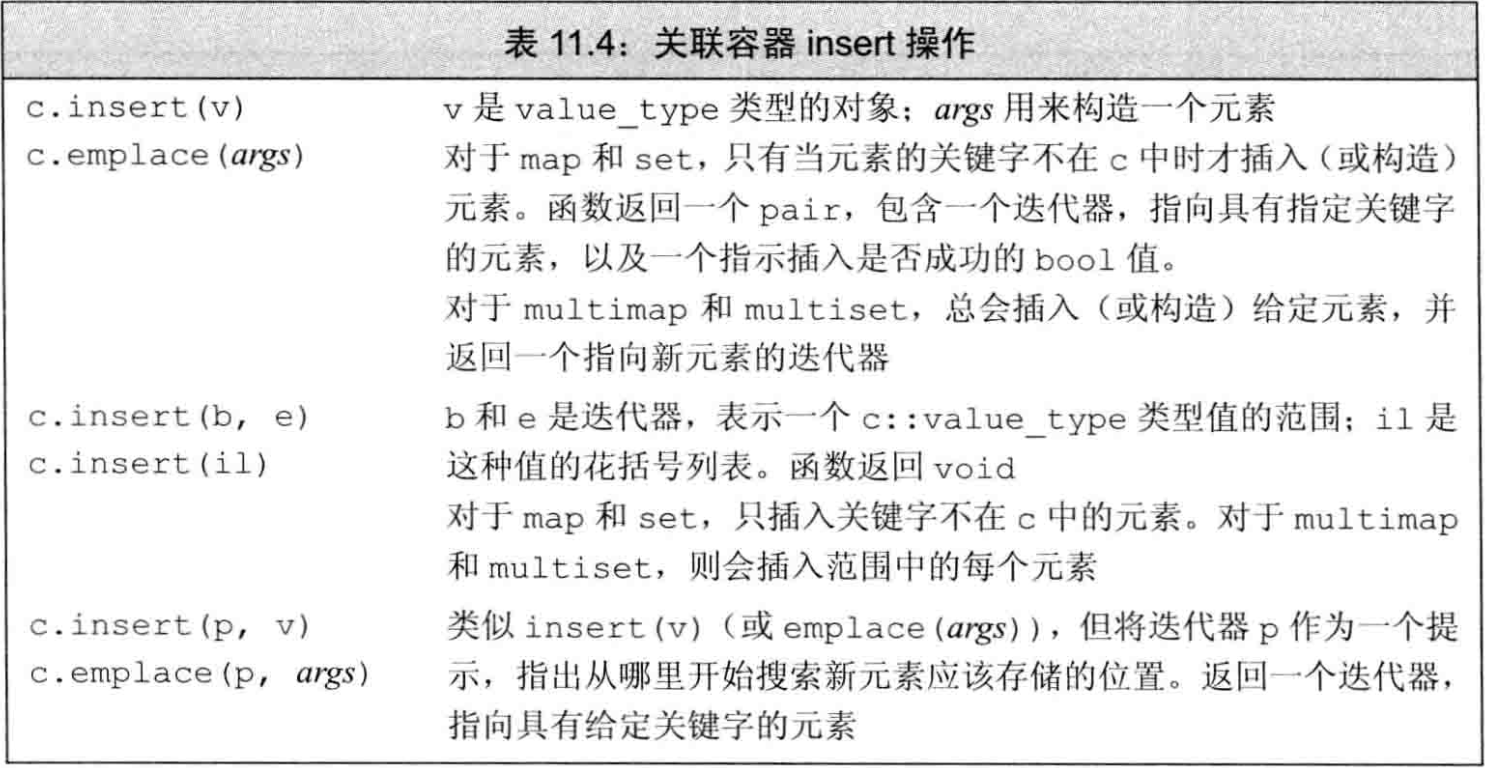 表 11.4：关联容器 insert 操作
c.insert(v) v 是 value_type 类型的对象；args 用来构造一个元素
c.emplace(args) 对于 map 和 set，只有当元素的关键字不在 c 中时才插入（或构造）
元素。函数返回一个 pair，包含一个迭代器，指向具有指定关键字
的元素，以及一个指示插入是否成功的 bool 值。
对于 multimap 和 multiset，总会插入（或构造）给定元素，并
返回一个指向新元素的迭代器
c.insert(b, e) b 和 e 是迭代器，表示一个 c::value_type 类型值的范围；il 是
c.insert(il) 这种值的花括号列表。函数返回 void
对于 map 和 set，只插入关键字不在 c 中的元素。对于 multimap
和 multiset，则会插入范围中的每个元素
c.insert(p, v) 类似 insert(v)（或 emplace(args)），但将迭代器 p 作为一个提
c.emplace(p, args) 示，指出从哪里开始搜索新元素应该存储的位置。返回一个迭代器，
指向具有给定关键字的元素